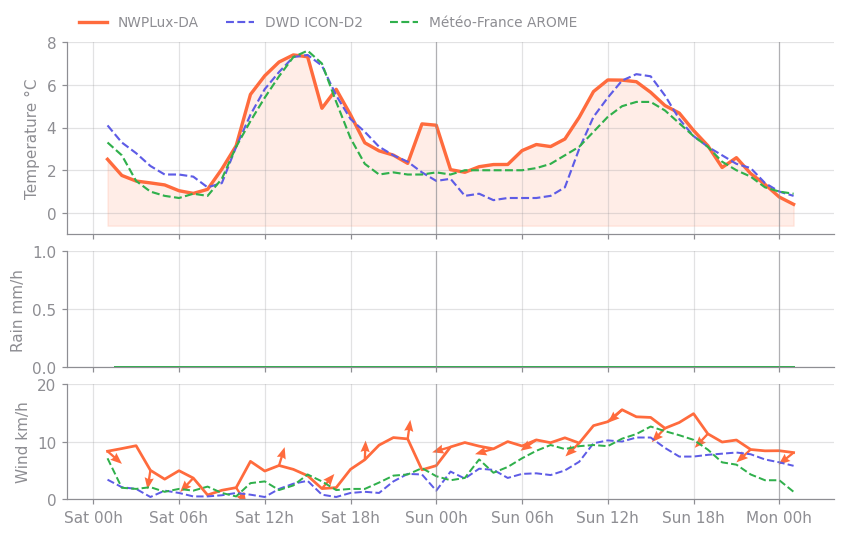 NWPLux-DA DWD ICON-D2 Météo-France AROME
Temperature °C
8
6
4
2
0
Rain mm/h
1.0
0.5
0.0
Wind km/h
20
10
0
Sat 00h Sat 06h Sat 12h Sat 18h Sun 00h Sun 06h Sun 12h Sun 18h Mon 00h